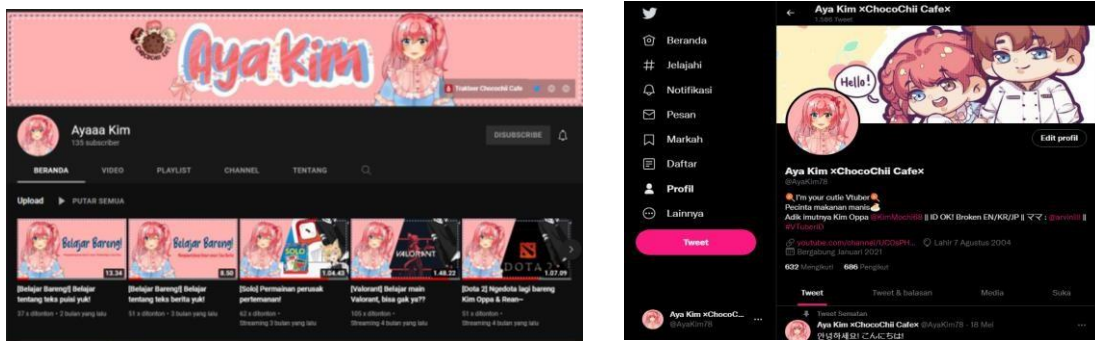 Aya Kim
Ayaaa Kim
135 subscriber
DISUBSCRIBE
BERANDA VIDEO PLAYLIST CHANNEL TENTANG
Upload PUTAR SEMUA
Belajar Bareng!
13.34
Belajar Bareng!
8.50
SOLO
1.04.43
VALORANT
1.48.22
DOTA 2
1.07.09
[Belajar Bareng!] Belajar tentang teks puisi yuk!
37 x ditonton • 2 bulan yang lalu
[Belajar Bareng!] Belajar tentang teks berita yuk!
51 x ditonton • 3 bulan yang lalu
[Solo] Permainan perusak pertemanan!
62 x ditonton •
Streaming 3 bulan yang lalu
[Valorant] Belajar main Valorant, bisa gak ya??
105 x ditonton •
Streaming 4 bulan yang lalu
[Dota 2] Ngedota lagi bareng Kim Oppa & Rean~
51 x ditonton •
Streaming 4 bulan yang lalu
Beranda
Jelajahi
Notifikasi
Pesan
Markah
Daftar
Profil
Lainnya
Tweet
Aya Kim ×ChocoC...
@AyaKim78
Aya Kim ×ChocoChii Cafe×
Tweet
Hello!
Edit profil
Aya Kim ×ChocoChii Cafe×
@AyaKim78
I'm your cutie Vtuber
Pecinta makanan manis
Adik imutnya Kim Oppa @KimMochi68 || ID OK! Broken EN/KR/JP || ママ :
#VTuberID
Lahir 7 Agustus 2004
Bergabung Januari 2021
632 Mengikuti 686 Pengikut
Tweet Tweet & balasan Media Suka
Tweet Sematan
Aya Kim ×ChocoChii Cafe× @AyaKim78 · 18 Mei
안녕하세요! こんにちは!